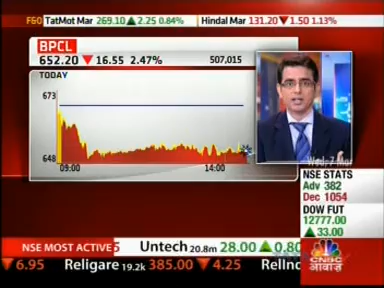 F&O TatMot Mar 269.10 ▲ 2.25 0.84% Hindal Mar 131.20 ▼ 1.50 1.13%
BPCL
652.20 ▼ 16.55 2.47% 507,015
TODAY
673
648
09:00 14:00
NSE STATS
Adv 382
Dec 1054
DOW FUT
12777.00
▲ 33.00
NSE MOST ACTIVE 5 Untech 20.8m 28.00 ▲ 0.80
CNBC
आवाज़
▼ 6.95 Religare 19.2k 385.00 ▼ 4.25 RelInd